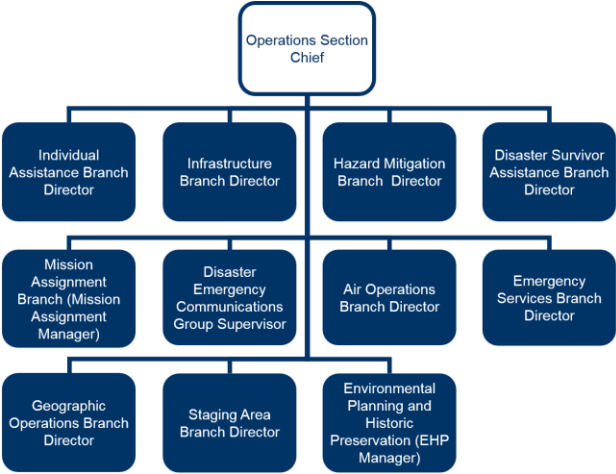 Operations Section
Chief
Individual
Assistance Branch
Director
Infrastructure
Branch Director
Hazard Mitigation
Branch  Director
Disaster Survivor
Assistance Branch
Director
Mission
Assignment
Branch (Mission
Assignment
Manager)
Disaster
Emergency
Communications
Group Supervisor
Air Operations
Branch Director
Emergency
Services Branch
Director
Geographic
Operations Branch
Director
Staging Area
Branch Director
Environmental
Planning and
Historic
Preservation (EHP
Manager)